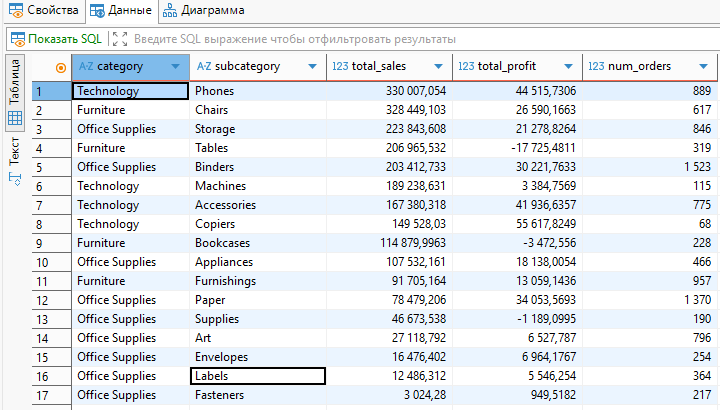 Свойства Данные Диаграмма
Показать SQL Введите SQL выражение чтобы отфильтровать результаты
Таблица
Текст
A-Z category A-Z subcategory 123 total_sales 123 total_profit 123 num_orders
1 Technology Phones 330 007,054 44 515,7306 889
2 Furniture Chairs 328 449,103 26 590,1663 617
3 Office Supplies Storage 223 843,608 21 278,8264 846
4 Furniture Tables 206 965,532 -17 725,4811 319
5 Office Supplies Binders 203 412,733 30 221,7633 1 523
6 Technology Machines 189 238,631 3 384,7569 115
7 Technology Accessories 167 380,318 41 936,6357 775
8 Technology Copiers 149 528,03 55 617,8249 68
9 Furniture Bookcases 114 879,9963 -3 472,556 228
10 Office Supplies Appliances 107 532,161 18 138,0054 466
11 Furniture Furnishings 91 705,164 13 059,1436 957
12 Office Supplies Paper 78 479,206 34 053,5693 1 370
13 Office Supplies Supplies 46 673,538 -1 189,0995 190
14 Office Supplies Art 27 118,792 6 527,787 796
15 Office Supplies Envelopes 16 476,402 6 964,1767 254
16 Office Supplies Labels 12 486,312 5 546,254 364
17 Office Supplies Fasteners 3 024,28 949,5182 217